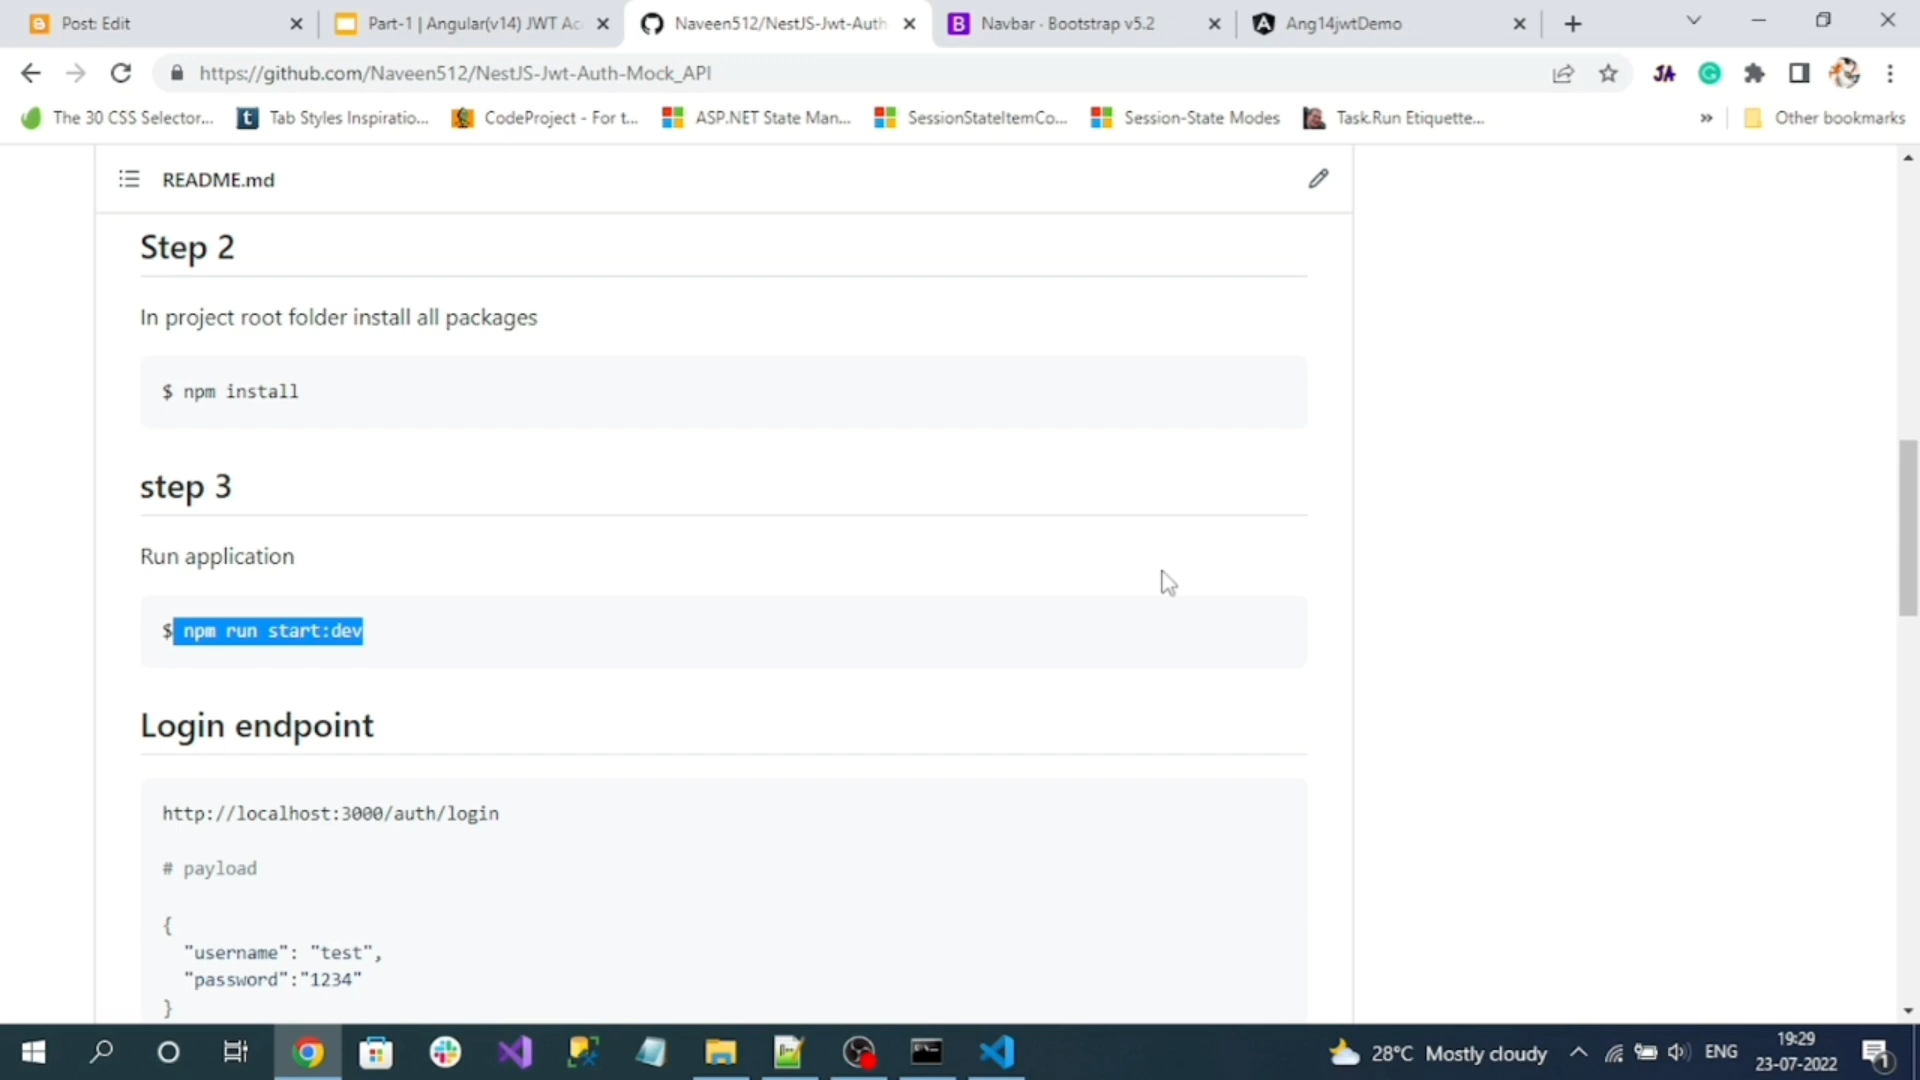 Post: Edit
Part-1 | Angular(v14) JWT Ac
Naveen512/NestJS-Jwt-Auth
Navbar · Bootstrap v5.2
Ang14jwtDemo
https://github.com/Naveen512/NestJS-Jwt-Auth-Mock_API
JA
The 30 CSS Selector...
Tab Styles Inspiratio...
CodeProject - For t...
ASP.NET State Man...
SessionStateItemCo...
Session-State Modes
Task.Run Etiquette...
»
Other bookmarks
README.md
Step 2
In project root folder install all packages
$ npm install
step 3
Run application
$ npm run start:dev
Login endpoint
http://localhost:3000/auth/login
# payload
{
"username": "test",
"password":"1234"
}
28°C Mostly cloudy
ENG
19:29
23-07-2022
1